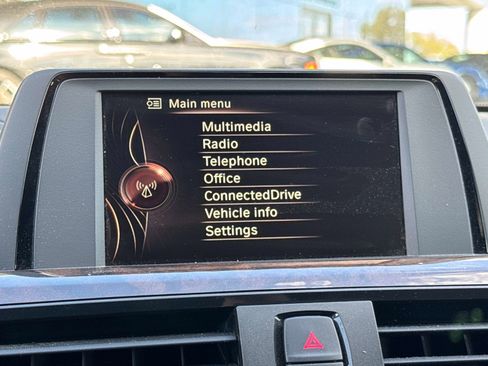 Main menu
Multimedia
Radio
Telephone
Office
ConnectedDrive
Vehicle info
Settings